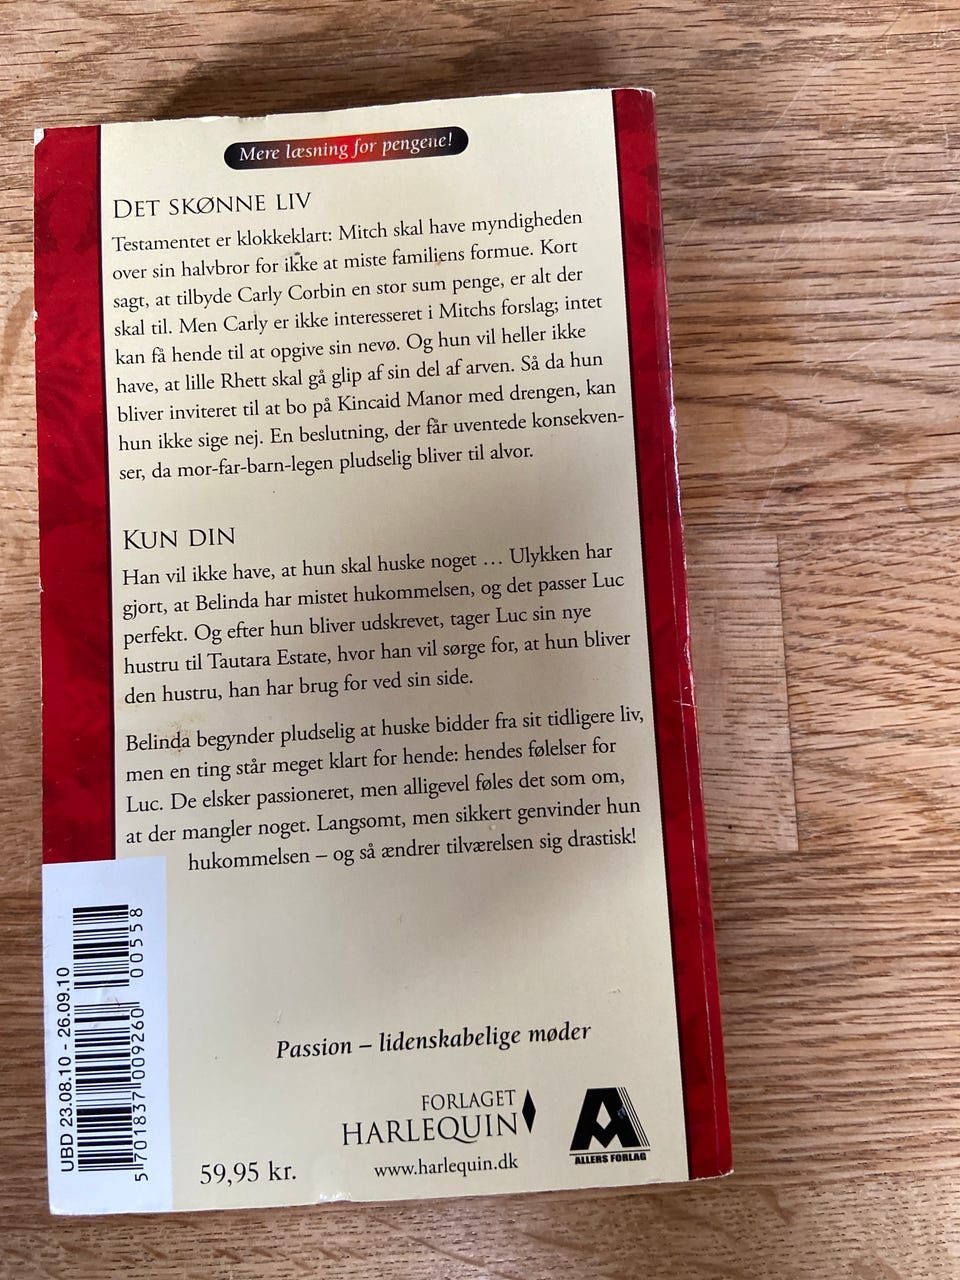 Mere læsning for pengene!
DET SKØNNE LIV
Testamentet er klokkeklart: Mitch skal have myndigheden
over sin halvbror for ikke at miste familiens formue. Kort
sagt, at tilbyde Carly Corbin en stor sum penge, er alt der
skal til. Men Carly er ikke interesseret i Mitchs forslag; intet
kan få hende til at opgive sin nevø. Og hun vil heller ikke
have, at lille Rhett skal gå glip af sin del af arven. Så da hun
bliver inviteret til at bo på Kincaid Manor med drengen, kan
hun ikke sige nej. En beslutning, der får uventede konsekven-
ser, da mor-far-barn-legen pludselig bliver til alvor.
KUN DIN
Han vil ikke have, at hun skal huske noget … Ulykken har
gjort, at Belinda har mistet hukommelsen, og det passer Luc
perfekt. Og efter hun bliver udskrevet, tager Luc sin nye
hustru til Tautara Estate, hvor han vil sørge for, at hun bliver
den hustru, han har brug for ved sin side.
Belinda begynder pludselig at huske bidder fra sit tidligere liv,
men en ting står meget klart for hende: hendes følelser for
Luc. De elsker passioneret, men alligevel føles det som om,
at der mangler noget. Langsomt, men sikkert genvinder hun
hukommelsen – og så ændrer tilværelsen sig drastisk!
Passion – lidenskabelige møder
FORLAGET
HARLEQUIN
www.harlequin.dk
ALLERS FORLAG
59,95 kr.
UBD 23.08.10 - 26.09.10
5 701837 009260
00558